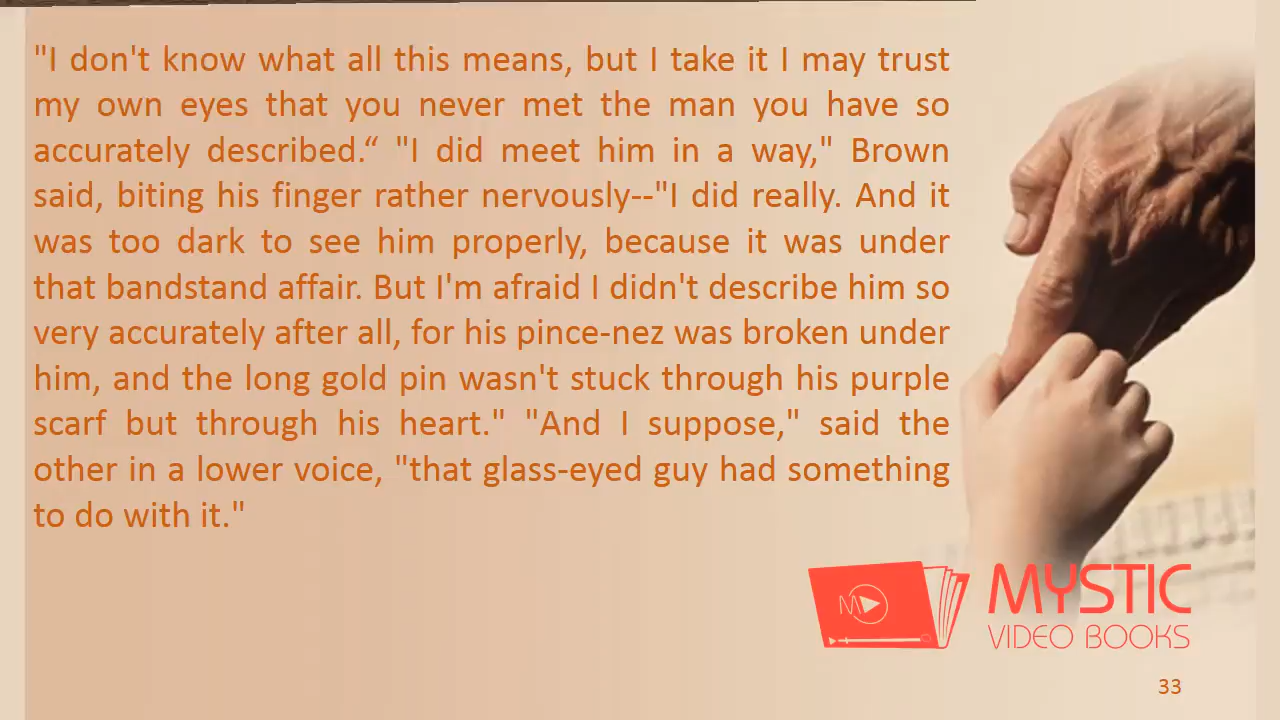 "I don't know what all this means, but I take it I may trust
my own eyes that you never met the man you have so
accurately described.“ "I did meet him in a way," Brown
said, biting his finger rather nervously--"I did really. And it
was too dark to see him properly, because it was under
that bandstand affair. But I'm afraid I didn't describe him so
very accurately after all, for his pince-nez was broken under
him, and the long gold pin wasn't stuck through his purple
scarf but through his heart." "And I suppose," said the
other in a lower voice, "that glass-eyed guy had something
to do with it."
M
MYSTIC
VIDEO BOOKS
33